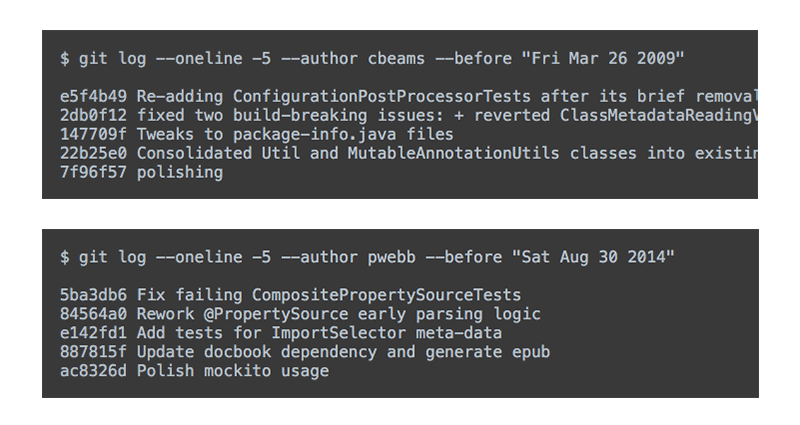 $ git log --oneline -5 --author cbeams --before "Fri Mar 26 2009"
e5f4b49 Re-adding ConfigurationPostProcessorTests after its brief removal
2db0f12 fixed two build-breaking issues: + reverted ClassMetadataReadingV
147709f Tweaks to package-info.java files
22b25e0 Consolidated Util and MutableAnnotationUtils classes into existin
7f96f57 polishing
$ git log --oneline -5 --author pwebb --before "Sat Aug 30 2014"
5ba3db6 Fix failing CompositePropertySourceTests
84564a0 Rework @PropertySource early parsing logic
e142fd1 Add tests for ImportSelector meta-data
887815f Update docbook dependency and generate epub
ac8326d Polish mockito usage